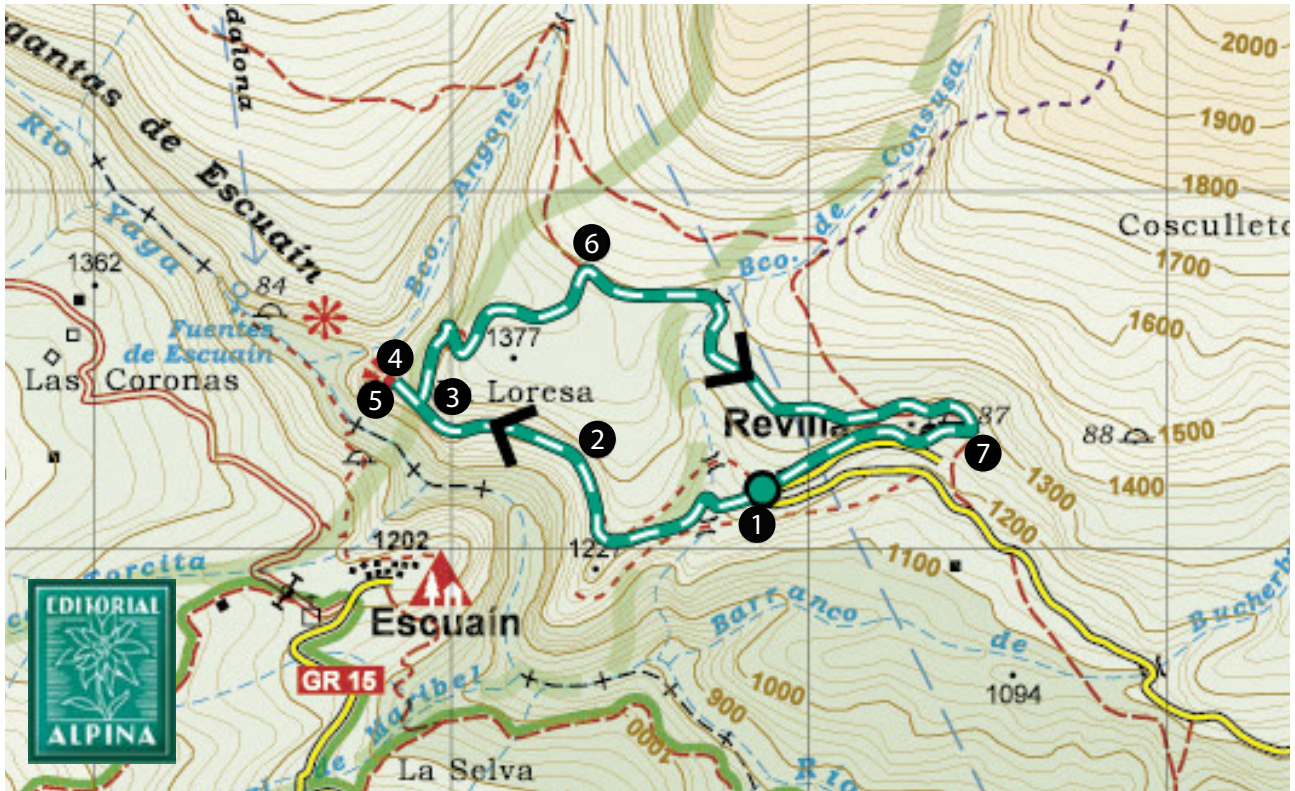 gantas de Escuaín
daiona
Río Yaga
1362
84
Fuentes
de Escuaín
Las Coronas
Bco. Angonés
Bco. de Consusa
2000
1900
1800
1700
1600
1500
1400
1300
1200
1100
1000
900
1000
Cosculleto
6
4
5
3
2
1
7
1377
Loresa
Revilla
87
88
1202
Escuaín
GR 15
Barranco de
1094
La Selva
Río
EDITORIAL
ALPINA